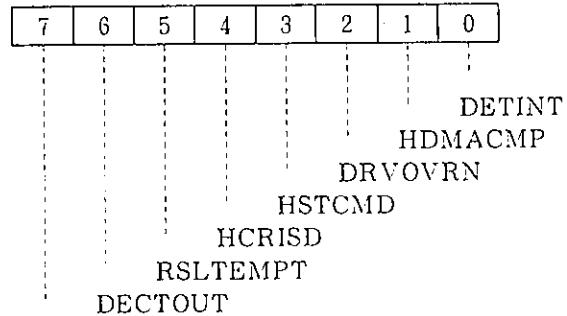 7 6 5 4 3 2 1 0
DETINT
HDMACMP
DRVOVRN
HSTCMD
HCRISD
RSLTEMPT
DECTOUT